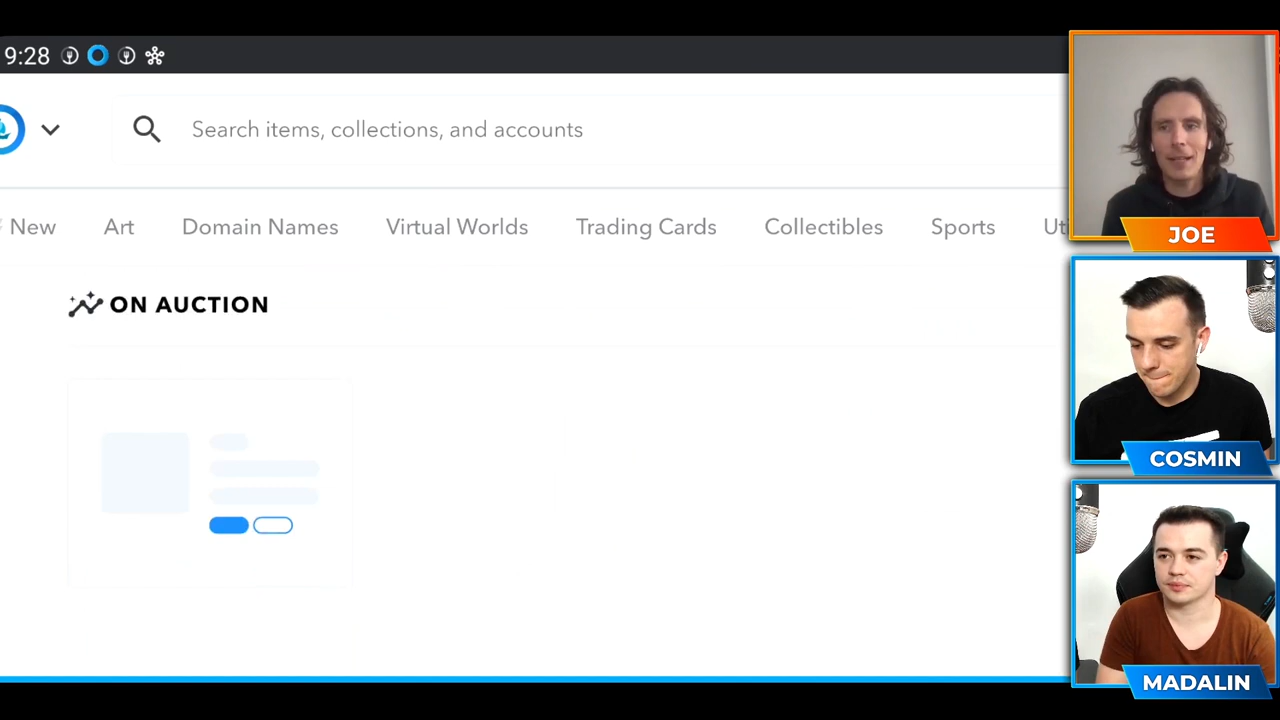 9:28
Search items, collections, and accounts
New Art Domain Names Virtual Worlds Trading Cards Collectibles Sports
ON AUCTION
JOE
COSMIN
MADALIN